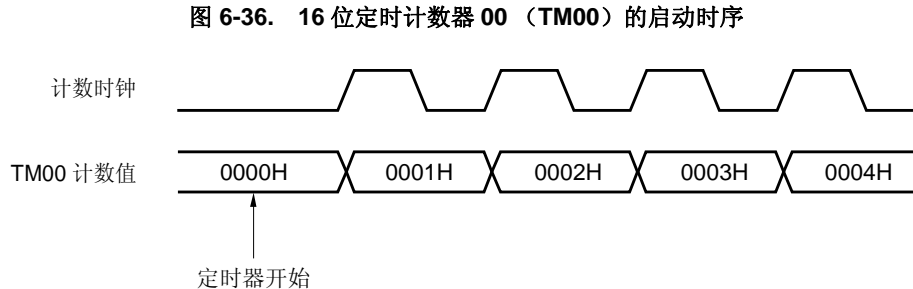 图 6-36. 16 位定时计数器 00 （TM00）的启动时序
计数时钟
TM00 计数值 0000H 0001H 0002H 0003H 0004H
定时器开始